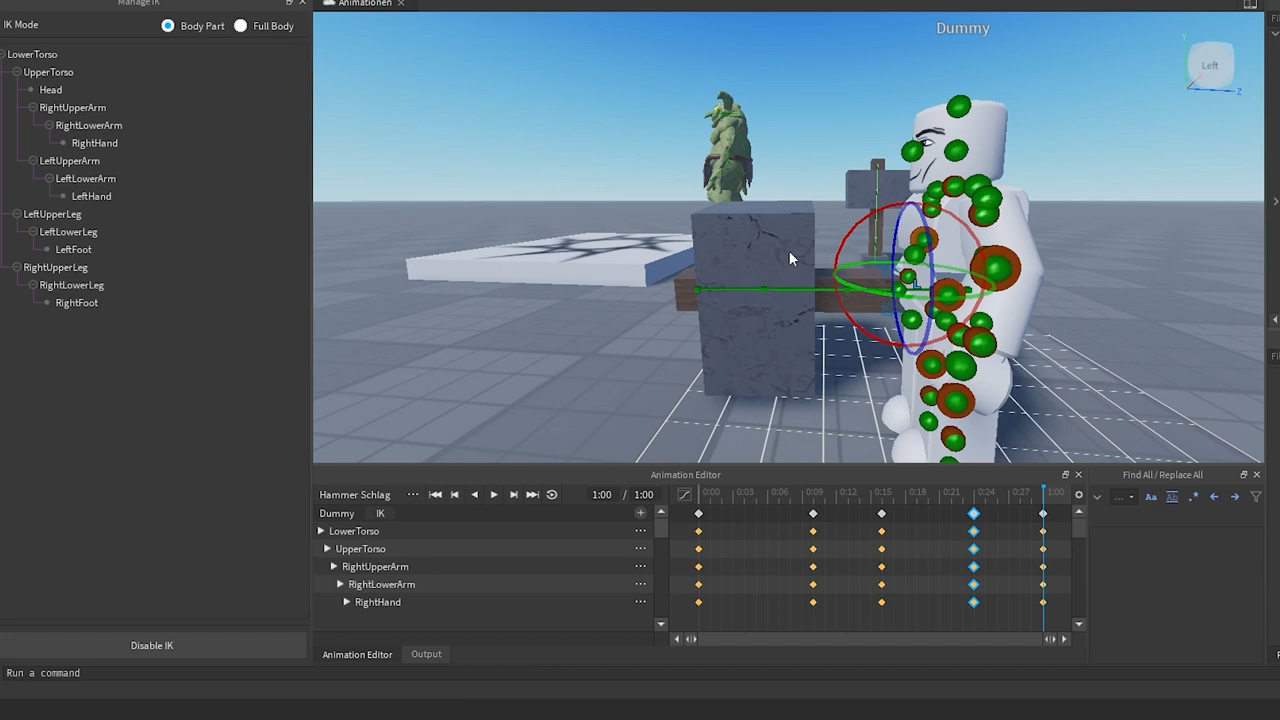 Manage IK
Animationen
IK Mode
Body Part
Full Body
LowerTorso
UpperTorso
Head
RightUpperArm
RightLowerArm
RightHand
LeftUpperArm
LeftLowerArm
LeftHand
LeftUpperLeg
LeftLowerLeg
LeftFoot
RightUpperLeg
RightLowerLeg
RightFoot
Disable IK
Run a command
Dummy
Y
Left
Z
Animation Editor
Hammer Schlag
1:00 / 1:00
0:00 0:03 0:06 0:09 0:12 0:15 0:18 0:21 0:24 0:27 1:00
Dummy IK
LowerTorso
UpperTorso
RightUpperArm
RightLowerArm
RightHand
Animation Editor
Output
Find All / Replace All
... Aa Ab .*